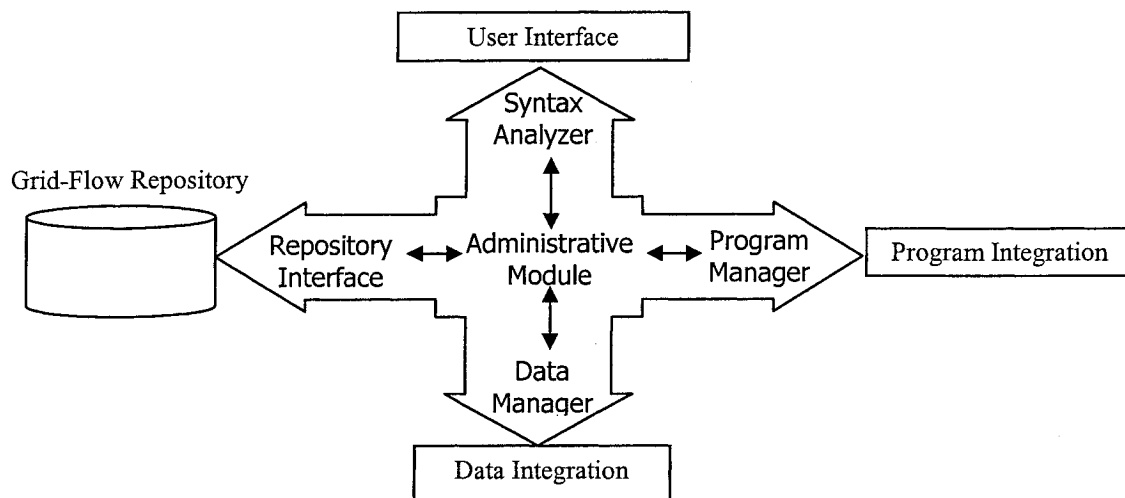 User Interface
Syntax
Analyzer
Grid-Flow Repository
Repository
Interface
Administrative
Module
Program
Manager
Program Integration
Data
Manager
Data Integration